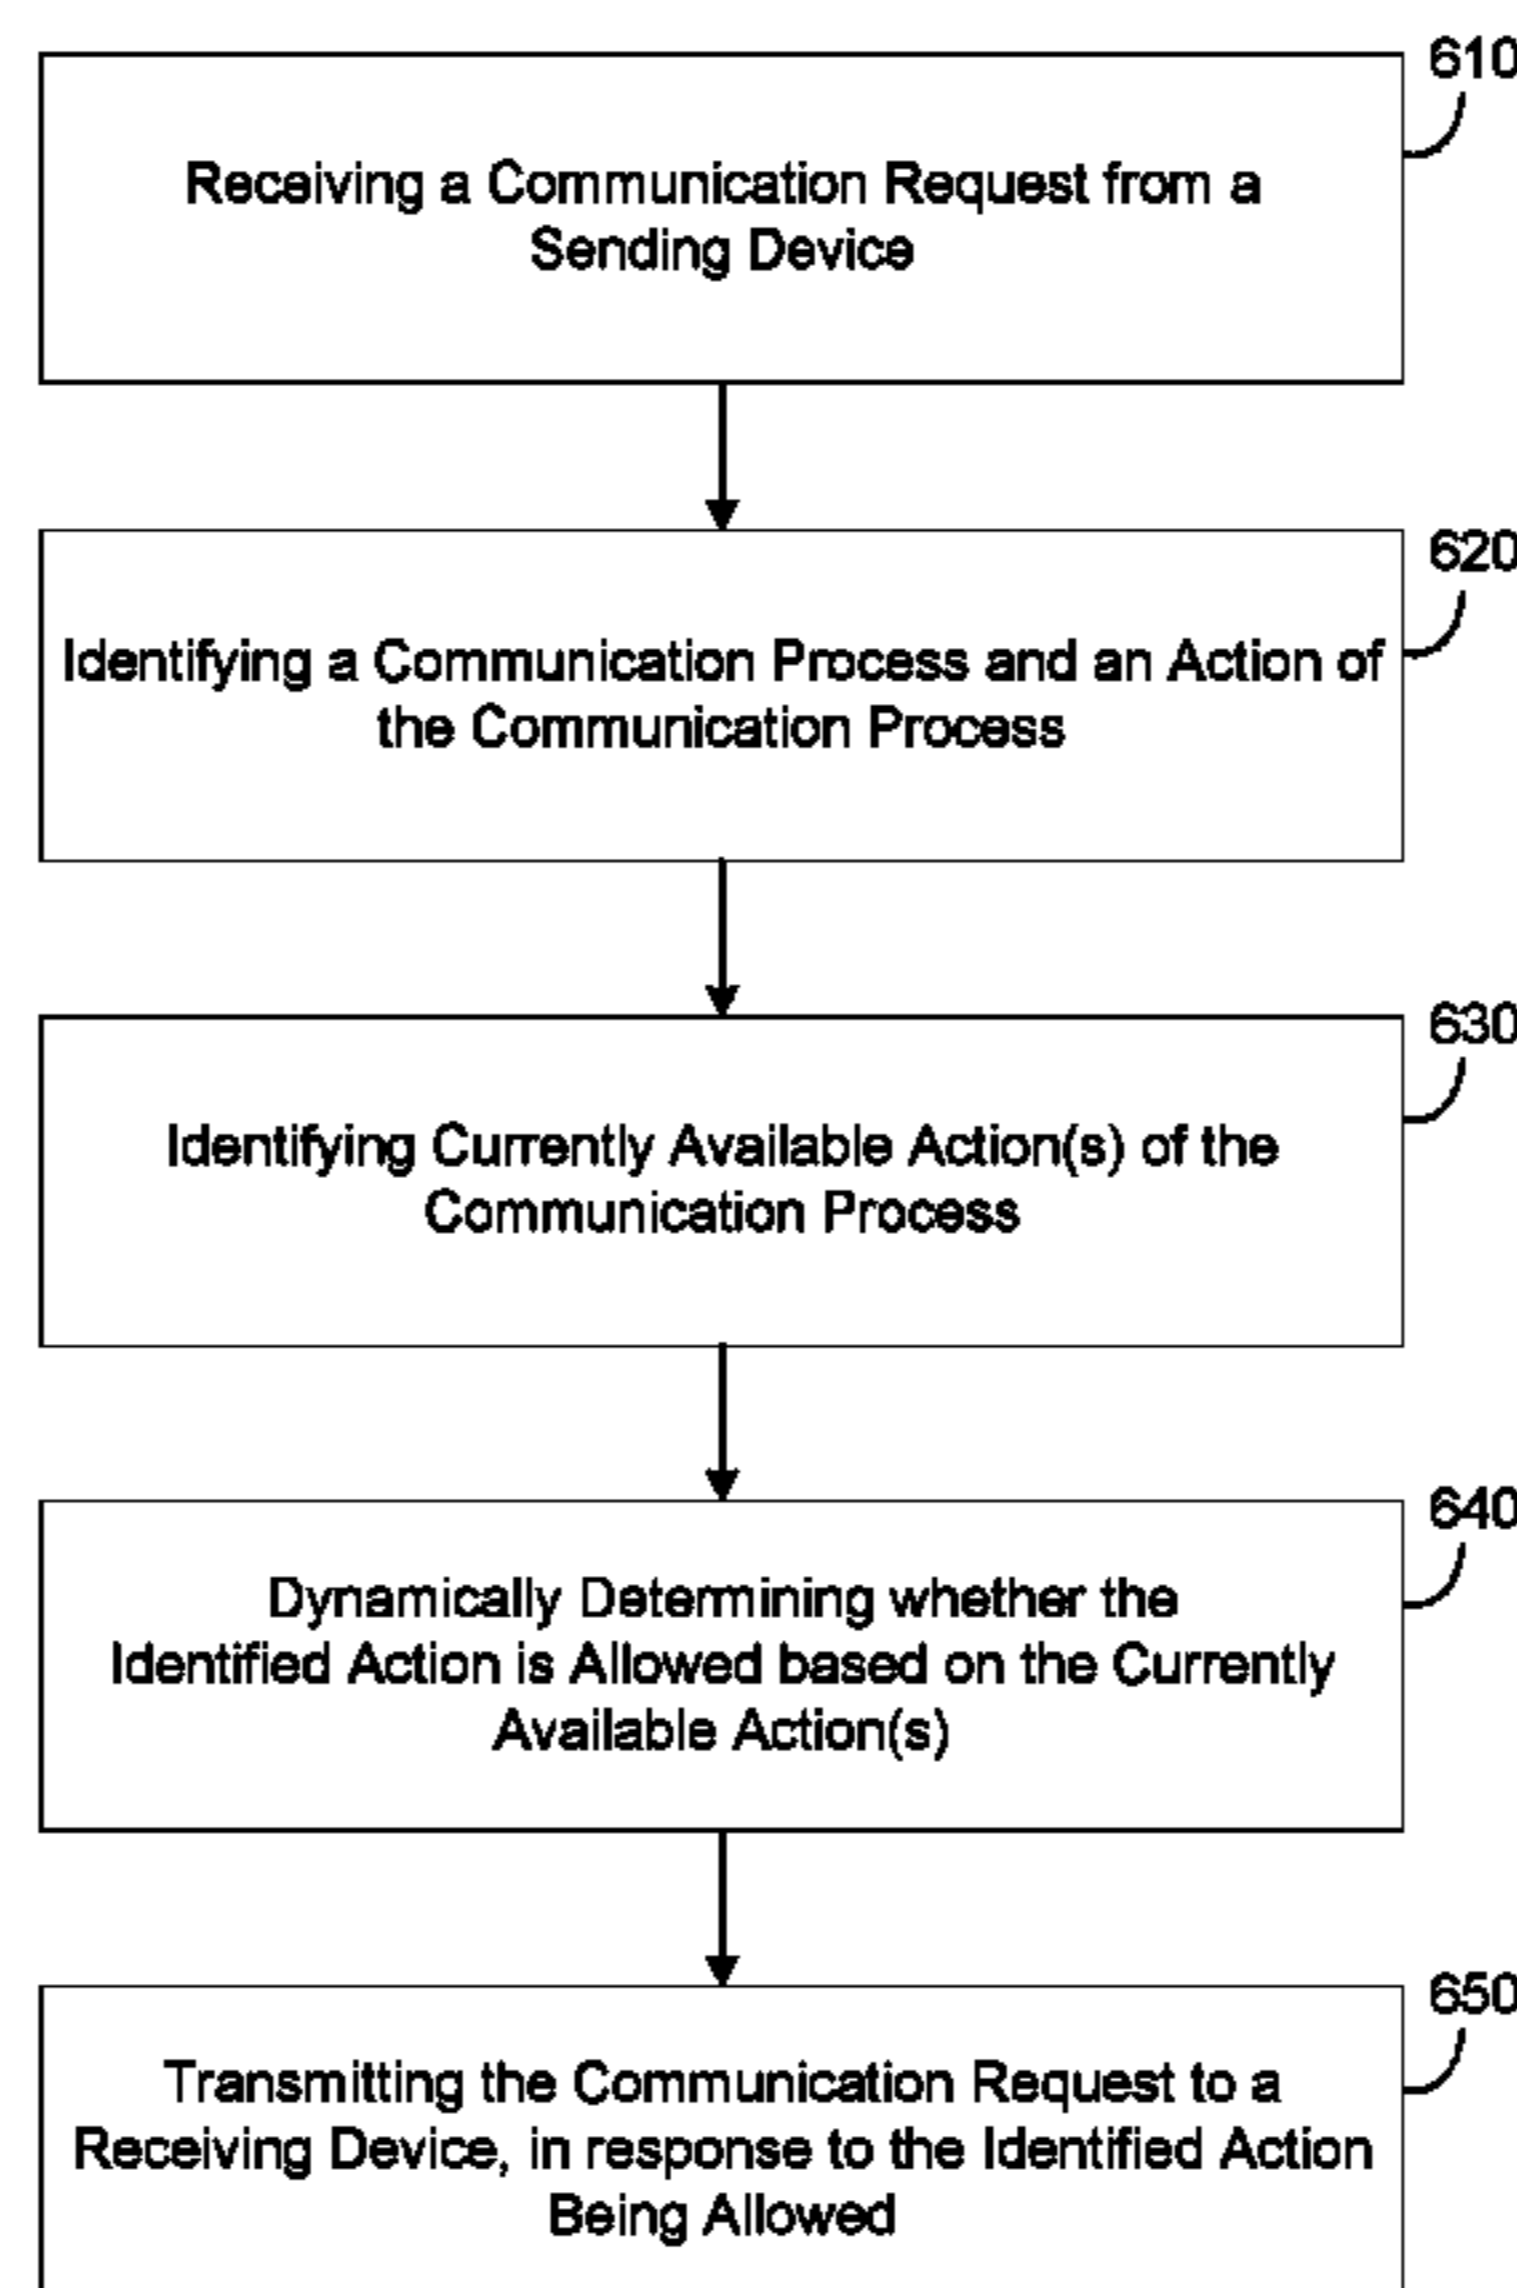 610
Receiving a Communication Request from a
Sending Device
620
Identifying a Communication Process and an Action of
the Communication Process
630
Identifying Currently Available Action(s) of the
Communication Process
640
Dynamically Determining whether the
Identified Action is Allowed based on the Currently
Available Action(s)
650
Transmitting the Communication Request to a
Receiving Device, in response to the Identified Action
Being Allowed